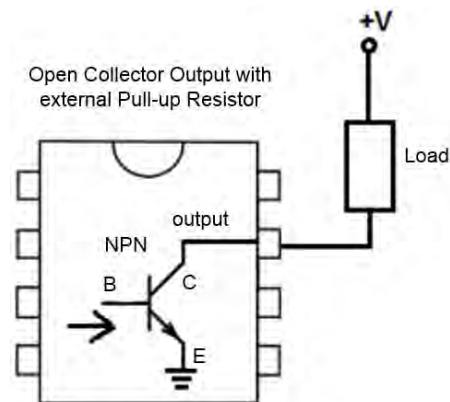 +V
Open Collector Output with
external Pull-up Resistor
Load
output
NPN
B
C
E